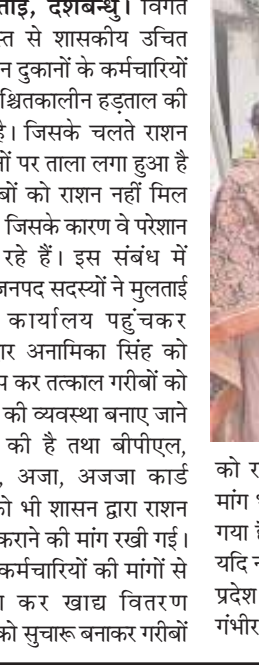 देशबन्धु। विगत
से शासकीय उचित
दुकानों के कर्मचारियों
हड़ताल की
है। जिसके चलते राशन
पर ताला लगा हुआ है
को राशन नहीं मिल
जिसके कारण वे परेशान
रहे हैं। इस संबंध में
जनपद सदस्यों ने मुलताई
कार्यालय पहुंचकर
अनामिका सिंह को
कर तत्काल गरीबों को
की व्यवस्था बनाए जाने
की है तथा बीपीएल,
अजा, अजजा कार्ड
भी शासन द्वारा राशन
कराने की मांग रखी गई।
कर्मचारियों की मांगों से
कर खाद्य वितरण
को सुचारू बनाकर गरीबों
को
मांग
गया
यदि
प्रदेश